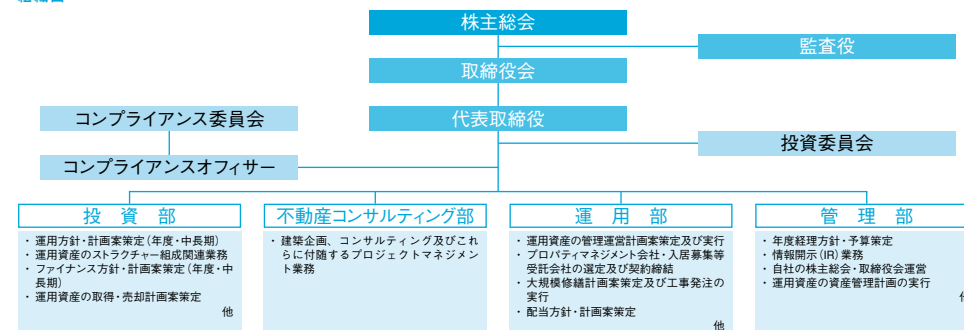 株主総会
監査役
取締役会
コンプライアンス委員会
代表取締役
投資委員会
コンプライアンスオフィサー
投資部
・運用方針・計画案策定(年度・中長期)
・運用資産のストラクチャー組成関連業務
・ファイナンス方針・計画案策定(年度・中
長期)
・運用資産の取得・売却計画案策定
他
不動産コンサルティング部
・建築企画、コンサルティング及びこれ
らに付随するプロジェクトマネジメン
ト業務
運用部
・運用資産の管理運営計画案策定及び実行
・プロパティマネジメント会社・入居募集等
受託会社の選定及び契約締結
・大規模修繕計画案策定及び工事発注の
実行
・配当方針・計画案策定
他
管理部
・年度経理方針・予算策定
・情報開示(IR)業務
・自社の株主総会・取締役会運営
・運用資産の資産管理計画の実行